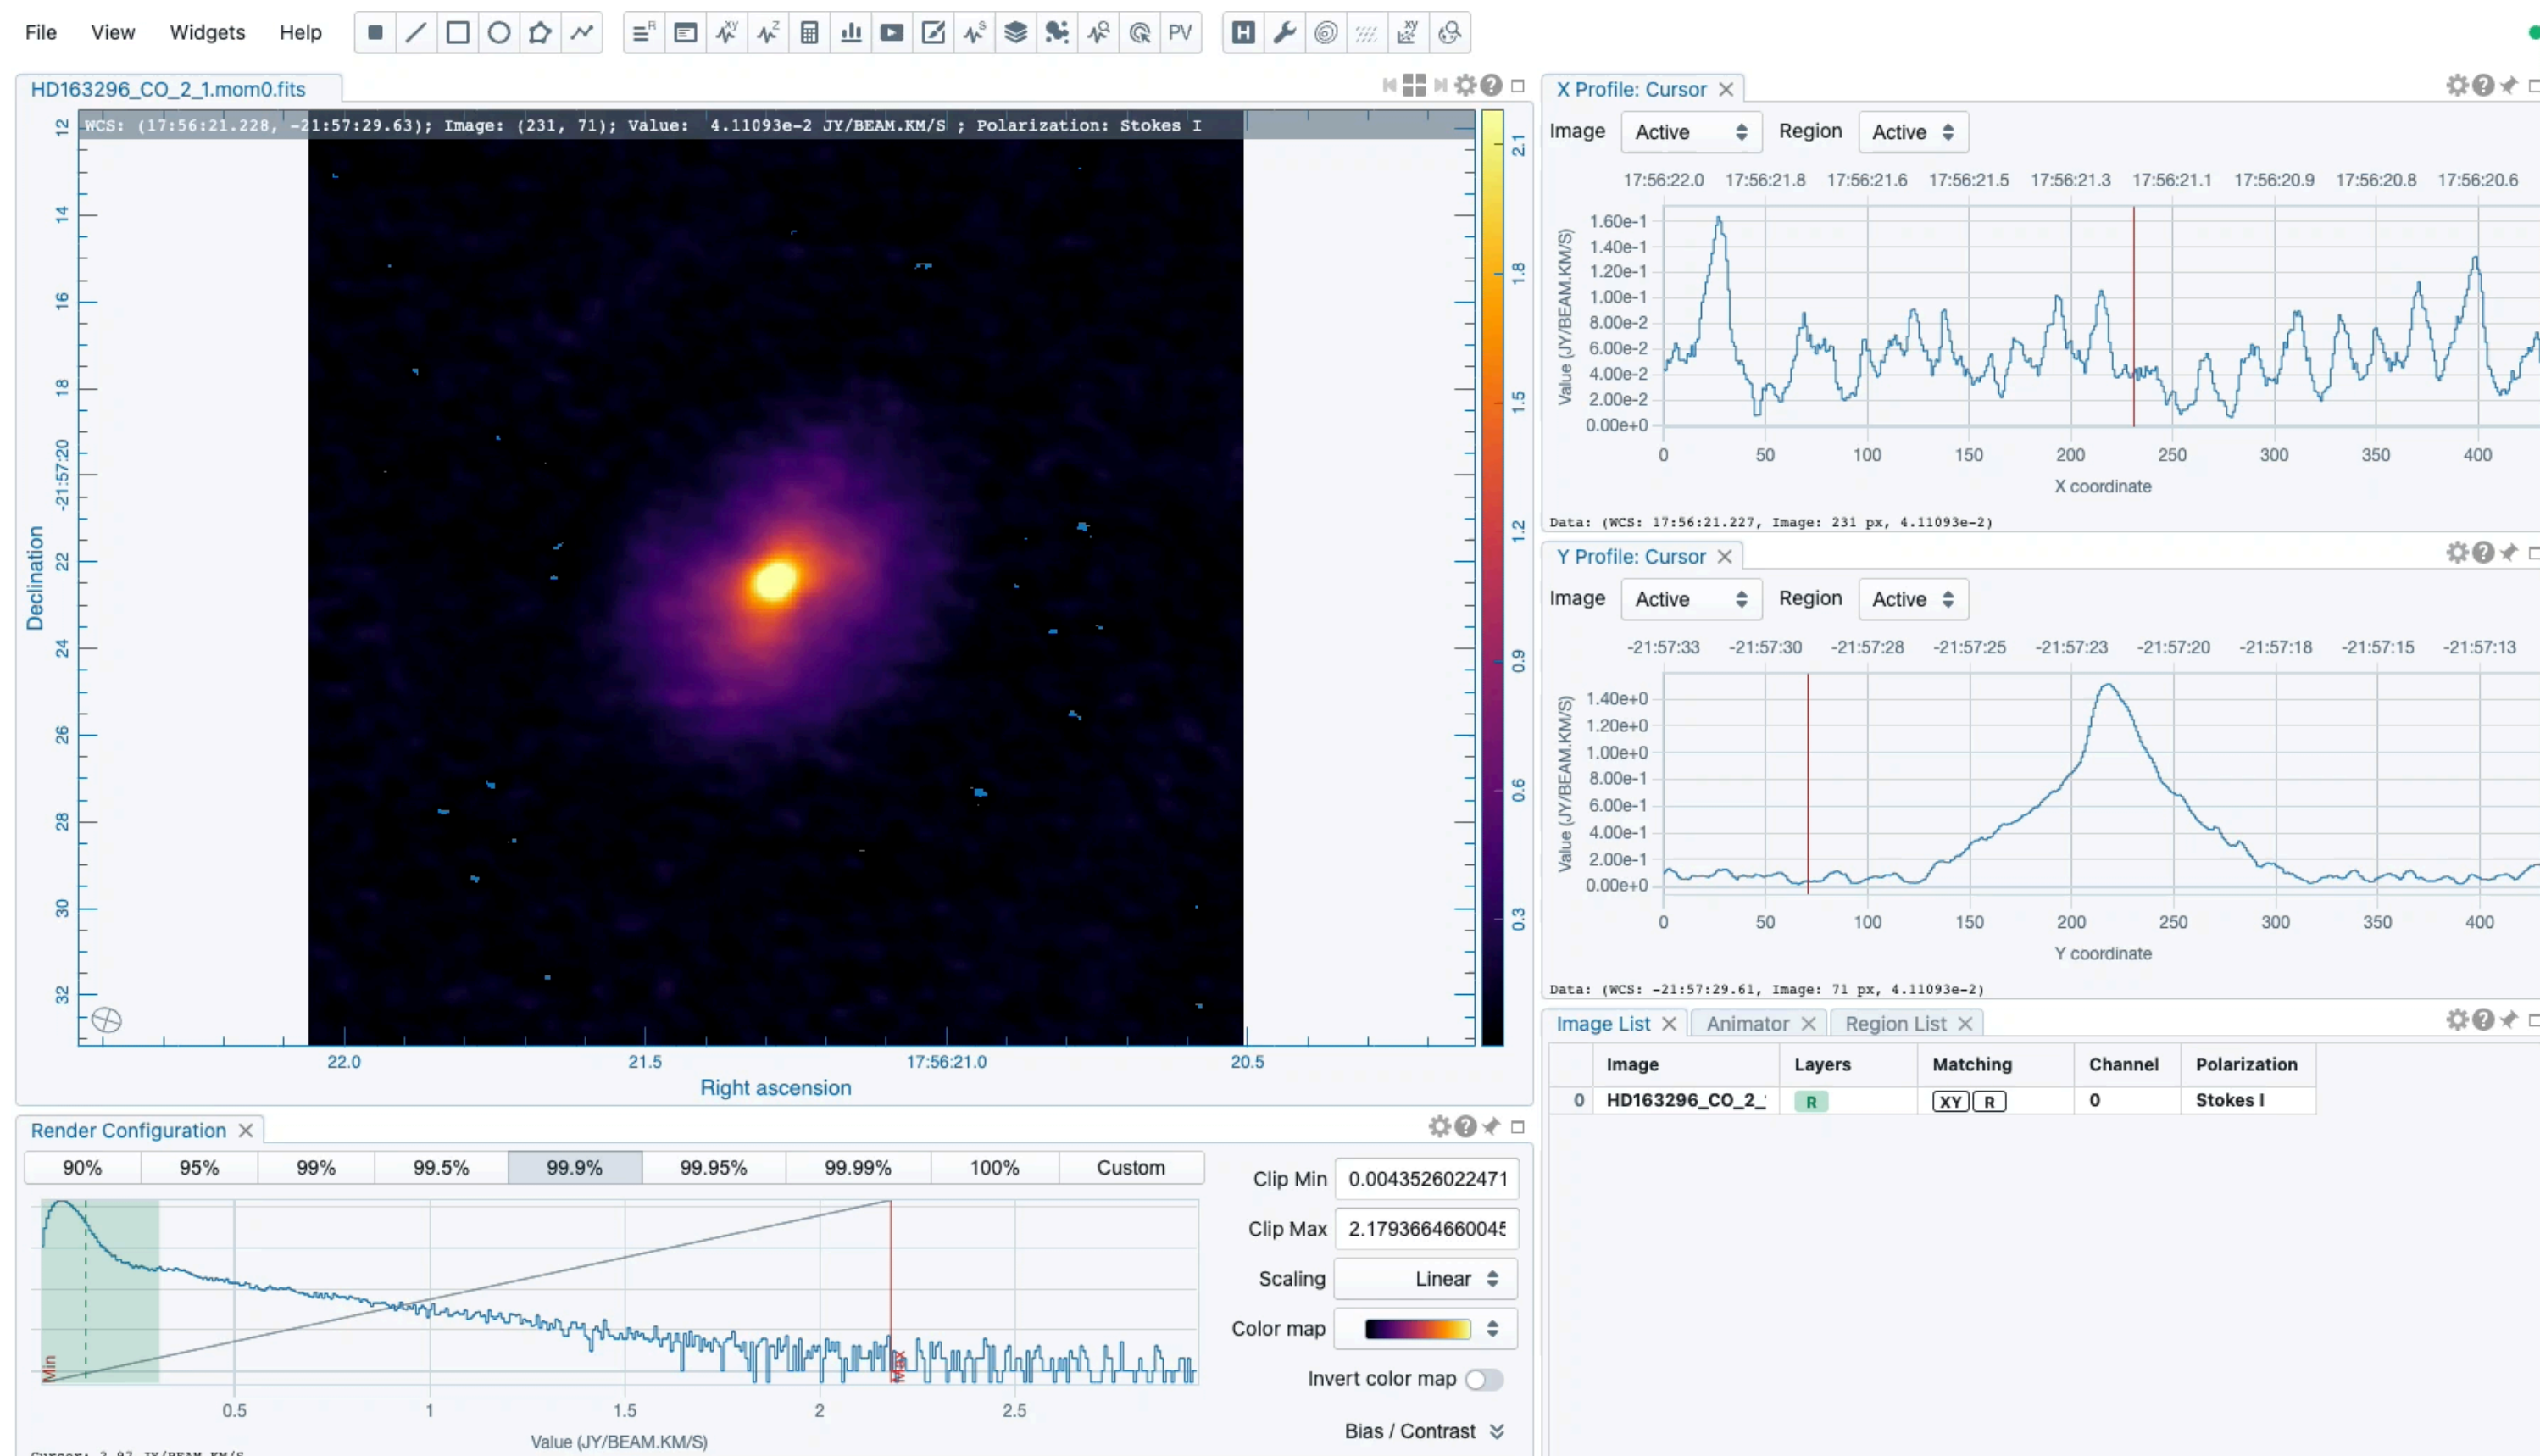 File View Widgets Help
R XY Z S PV H XY
HD163296_CO_2_1.mom0.fits
WCS: (17:56:21.228, -21:57:29.63); Image: (231, 71); Value: 4.11093e-2 JY/BEAM.KM/S ; Polarization: Stokes I
12
14
16
18
-21:57:20
22
24
26
28
30
32
Declination
2.1
1.8
1.5
1.2
0.9
0.6
0.3
22.0 21.5 17:56:21.0 20.5
Right ascension
Render Configuration
90% 95% 99% 99.5% 99.9% 99.95% 99.99% 100% Custom
Min
Max
0.5 1 1.5 2 2.5
Value (JY/BEAM.KM/S)
Clip Min 0.0043526022471
Clip Max 2.1793664660045
Scaling Linear
Color map
Invert color map
Bias / Contrast
X Profile: Cursor
Image Active Region Active
17:56:22.0 17:56:21.8 17:56:21.6 17:56:21.5 17:56:21.3 17:56:21.1 17:56:20.9 17:56:20.8 17:56:20.6
1.60e-1
1.40e-1
1.20e-1
1.00e-1
8.00e-2
6.00e-2
4.00e-2
2.00e-2
0.00e+0
Value (JY/BEAM.KM/S)
0 50 100 150 200 250 300 350 400
X coordinate
Data: (WCS: 17:56:21.227, Image: 231 px, 4.11093e-2)
Y Profile: Cursor
Image Active Region Active
-21:57:33 -21:57:30 -21:57:28 -21:57:25 -21:57:23 -21:57:20 -21:57:18 -21:57:15 -21:57:13
1.40e+0
1.20e+0
1.00e+0
8.00e-1
6.00e-1
4.00e-1
2.00e-1
0.00e+0
Value (JY/BEAM.KM/S)
0 50 100 150 200 250 300 350 400
Y coordinate
Data: (WCS: -21:57:29.61, Image: 71 px, 4.11093e-2)
Image List Animator Region List
Image Layers Matching Channel Polarization
0 HD163296_CO_2_ R XY R 0 Stokes I